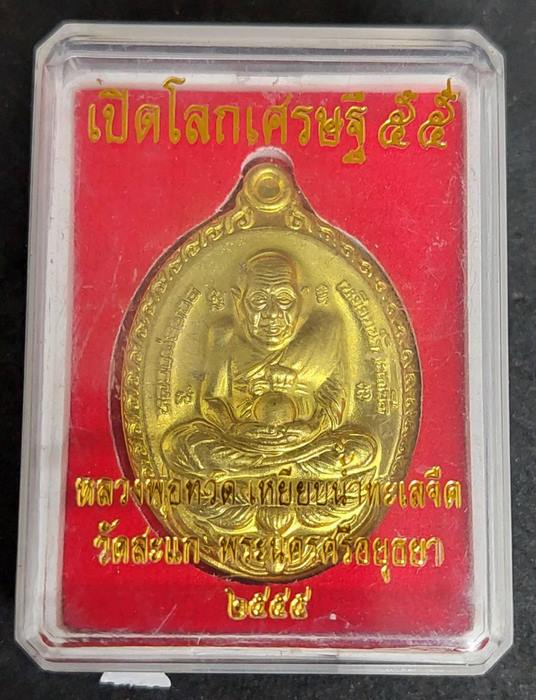 เปิดโลกเศรษฐี ๕๕
หลวงพ่อทวด เหยียบน้ำทะเลจืด
วัดสะแก พระนครศรีอยุธยา
๒๕๕๕